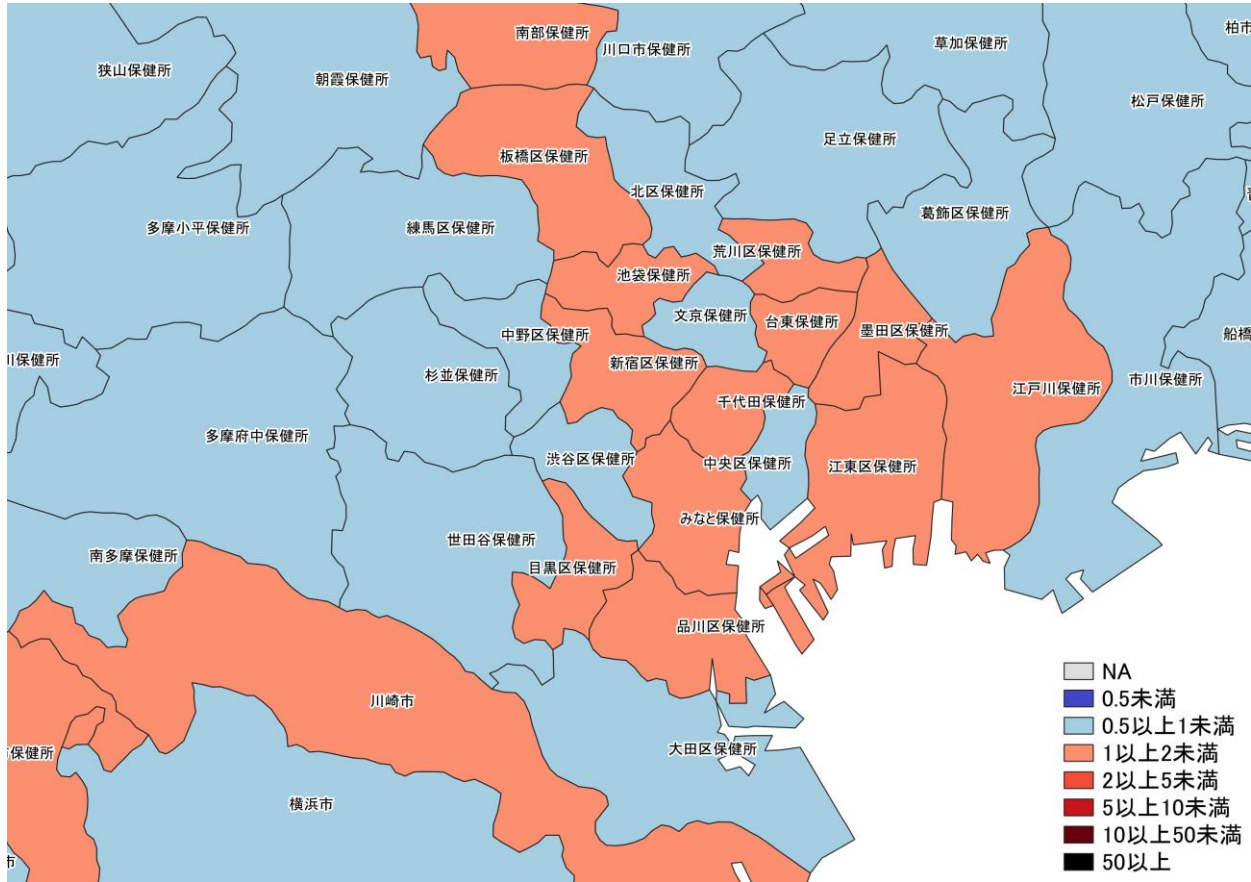 南部保健所
川口市保健所
草加保健所
柏市
狭山保健所
朝霞保健所
松戸保健所
足立保健所
板橋区保健所
北区保健所
葛飾区保健所
多摩小平保健所
練馬区保健所
荒川区保健所
池袋保健所
文京保健所
台東保健所
中野区保健所
墨田区保健所
船橋
川保健所
新宿区保健所
杉並保健所
市川保健所
江戸川保健所
千代田保健所
多摩府中保健所
渋谷区保健所
中央区保健所
江東区保健所
みなと保健所
世田谷保健所
南多摩保健所
目黒区保健所
品川区保健所
川崎市
大田区保健所
市保健所
横浜市
市
NA
0.5未満
0.5以上1未満
1以上2未満
2以上5未満
5以上10未満
10以上50未満
50以上